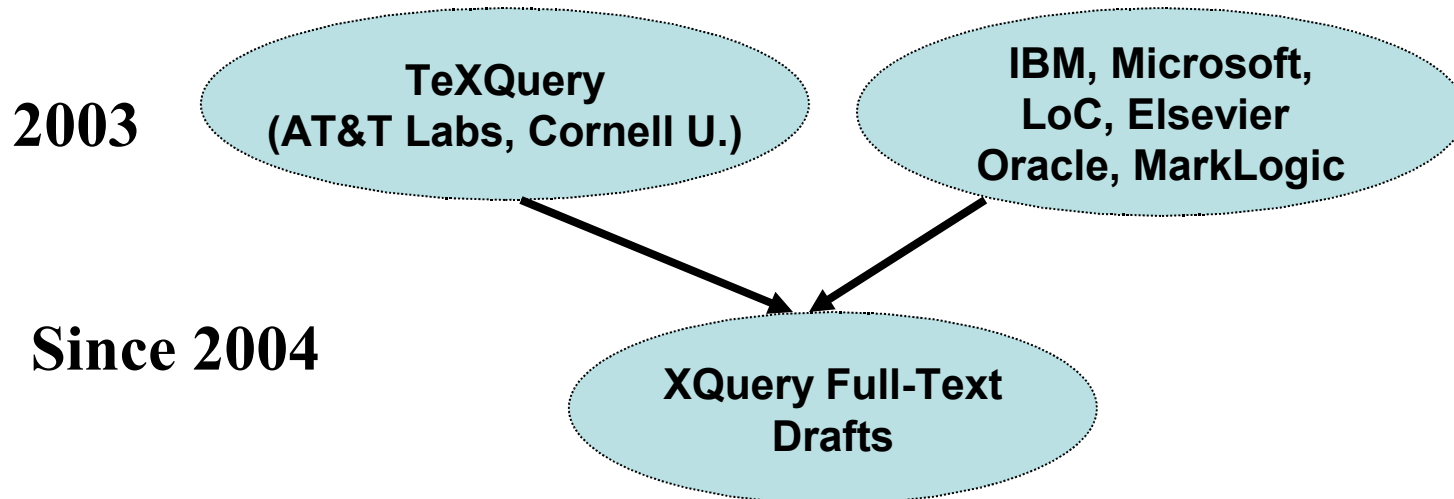 2003
TeXQuery
(AT&T Labs, Cornell U.)
IBM, Microsoft,
LoC, Elsevier
Oracle, MarkLogic
Since 2004
XQuery Full-Text
Drafts